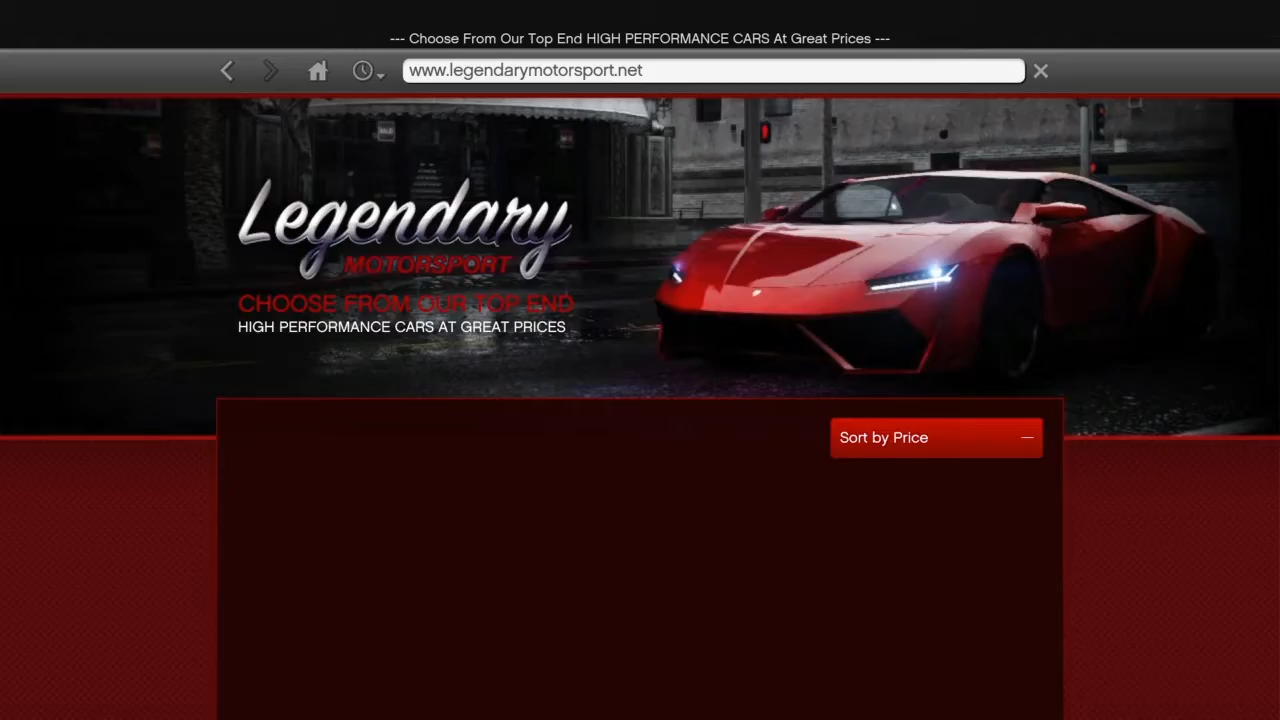 --- Choose From Our Top End HIGH PERFORMANCE CARS At Great Prices ---
www.legendarymotorsport.net
Legendary
MOTORSPORT
CHOOSE FROM OUR TOP END
HIGH PERFORMANCE CARS AT GREAT PRICES
Sort by Price